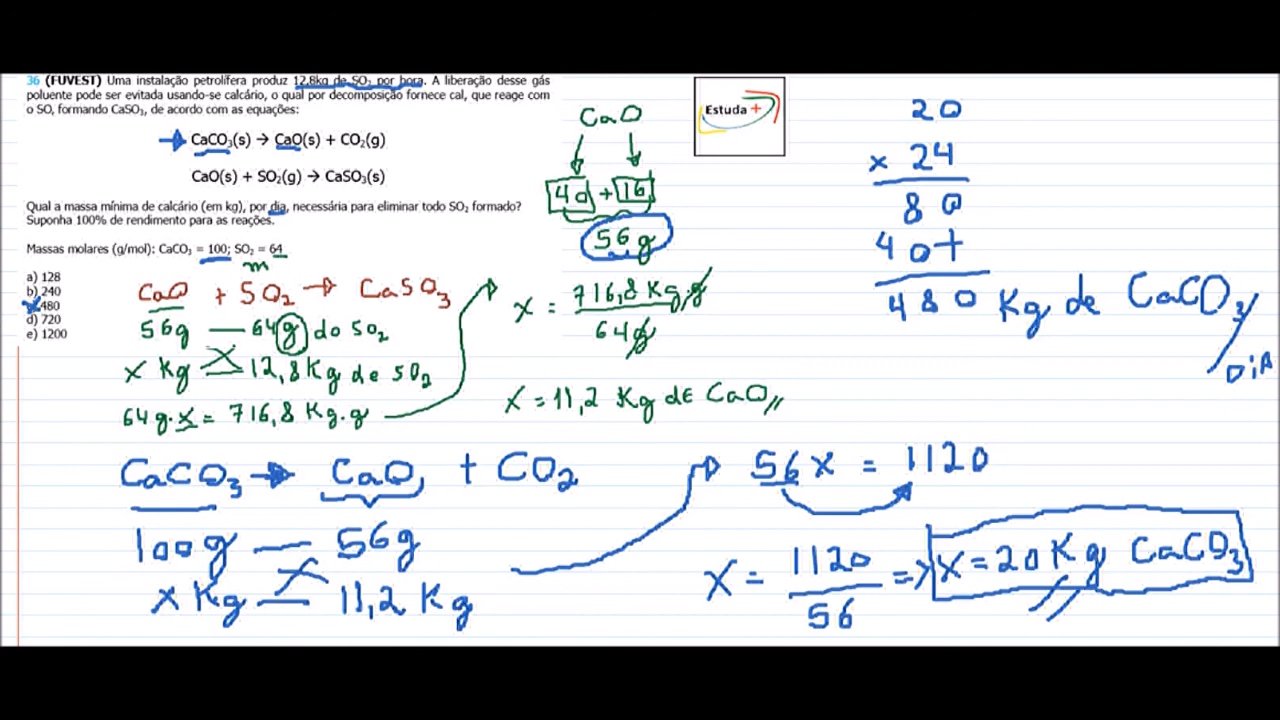 36 (FUVEST) Uma instalação petrolífera produz 12,8kg de SO2 por hora. A liberação desse gás
poluente pode ser evitada usando-se calcário, o qual por decomposição fornece cal, que reage com
o SO, formando CaSO3, de acordo com as equações:
CaCO3(s) → CaO(s) + CO2(g)
CaO(s) + SO2(g) → CaSO3(s)
Qual a massa mínima de calcário (em kg), por dia, necessária para eliminar todo SO2 formado?
Suponha 100% de rendimento para as reações.
Massas molares (g/mol): CaCO3 = 100; SO2 = 64
m
a) 128
b) 240
480
d) 720
e) 1200
CaO + SO2 → CaSO3
56g — 64g do SO2
x Kg — 12,8Kg de SO2
64g.x = 716,8 Kg.g
CaO
40 + 16
56g
x = 716,8 Kg.g
64g
x = 11,2 Kg de CaO
Estuda +
20
x 24
80
40+
480 Kg de CaCO3/DIA
CaCO3 → CaO + CO2
100g — 56g
x Kg — 11,2 Kg
56x = 1120
x = 1120 => x = 20 Kg CaCO3
56